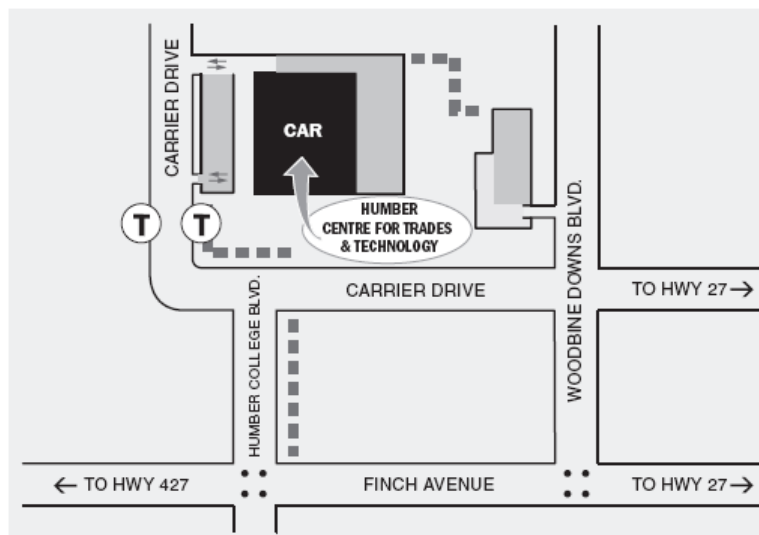 CARRIER DRIVE
CAR
WOODBINE DOWNS BLVD.
T
T
HUMBER
CENTRE FOR TRADES
& TECHNOLOGY
HUMBER COLLEGE BLVD.
CARRIER DRIVE
TO HWY 27→
← TO HWY 427
FINCH AVENUE
TO HWY 27→